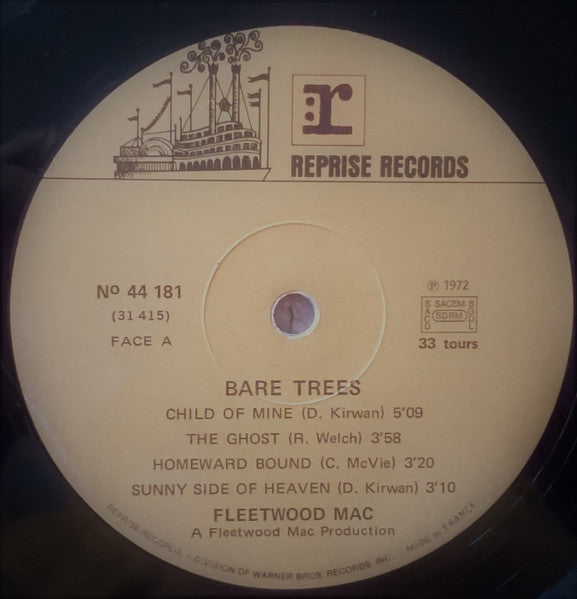 :r
REPRISE RECORDS
Nº 44 181
(31 415)
FACE A
℗ 1972
SACEM
SACD SDRM SGDL
33 tours
BARE TREES
CHILD OF MINE (D. Kirwan) 5'09
THE GHOST (R. Welch) 3'58
HOMEWARD BOUND (C. McVie) 3'20
SUNNY SIDE OF HEAVEN (D. Kirwan) 3'10
FLEETWOOD MAC
A Fleetwood Mac Production
REPRISE RECORDS, A DIVISION OF WARNER BROS. RECORDS, INC. MADE IN FRANCE